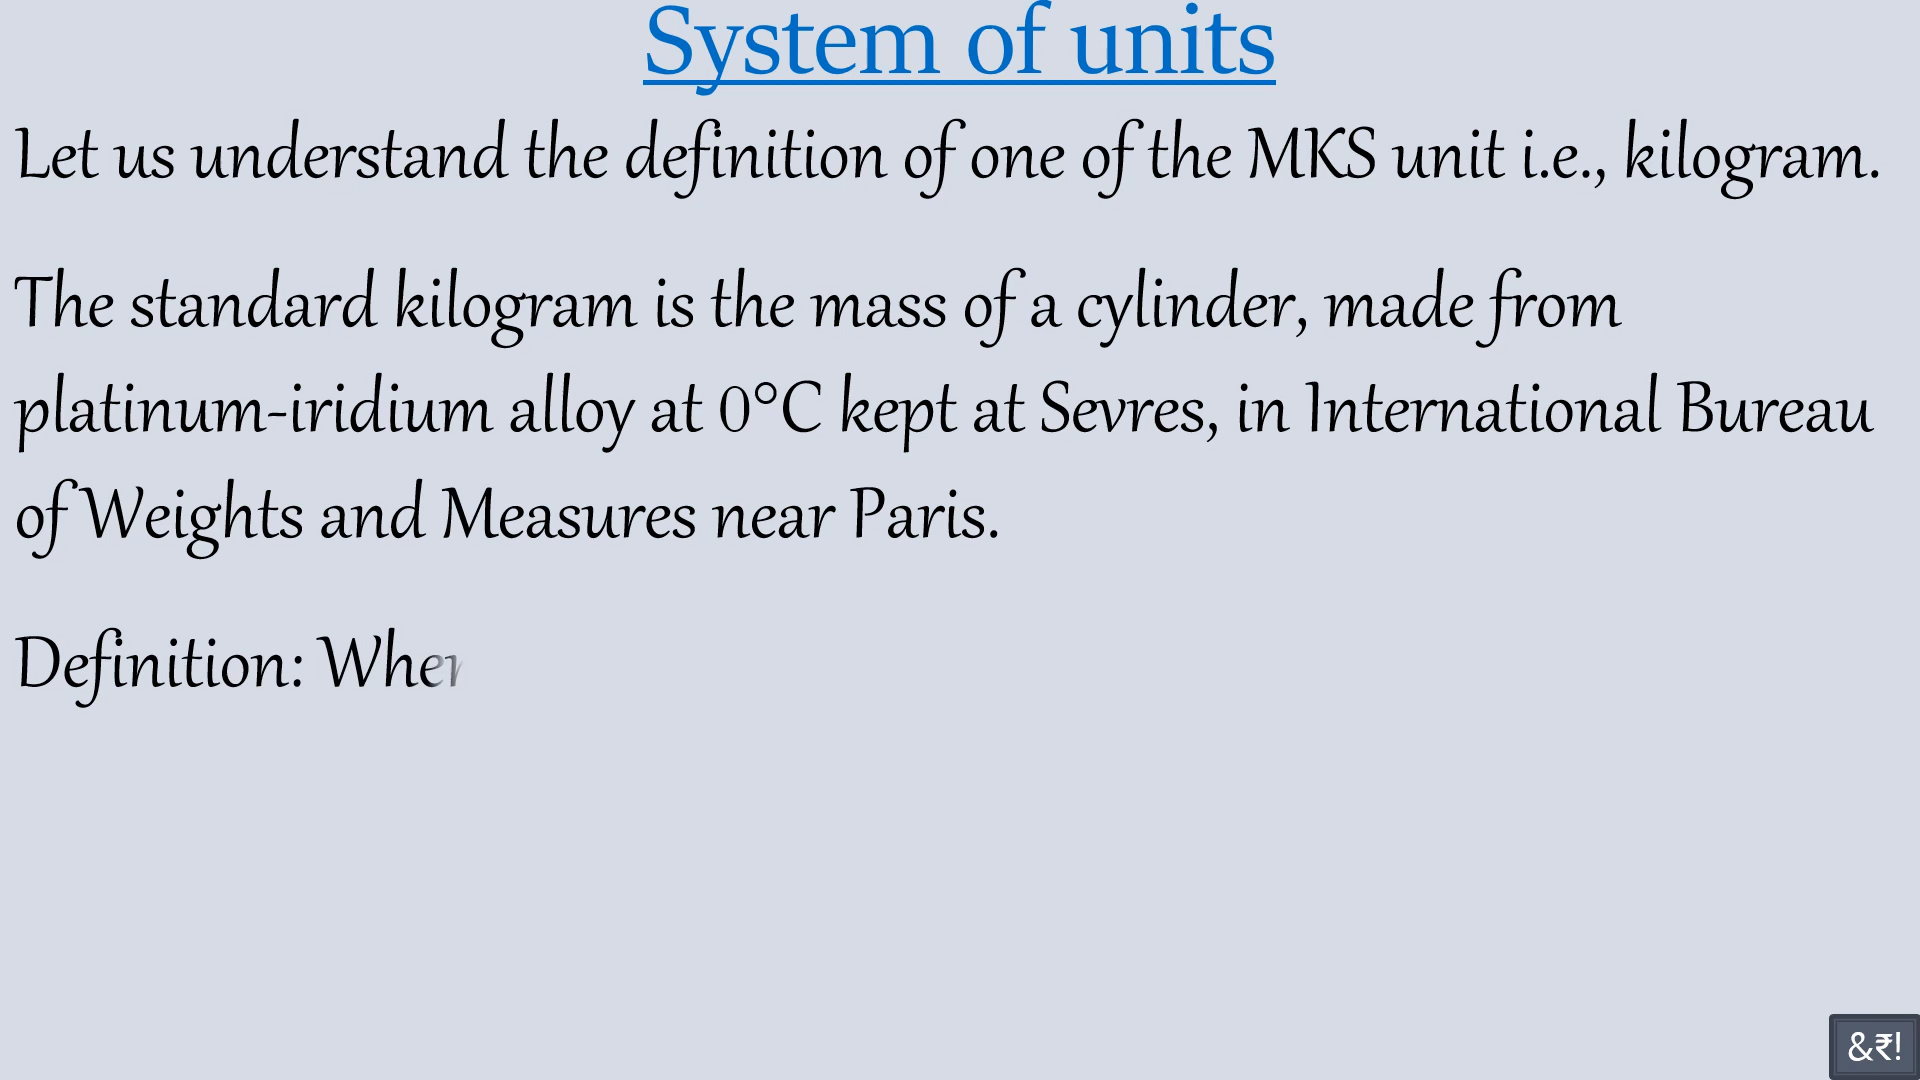 System of units
Let us understand the definition of one of the MKS unit i.e., kilogram.
The standard kilogram is the mass of a cylinder, made from
platinum-iridium alloy at 0°C kept at Sevres, in International Bureau
of Weights and Measures near Paris.
Definition:
&₹!